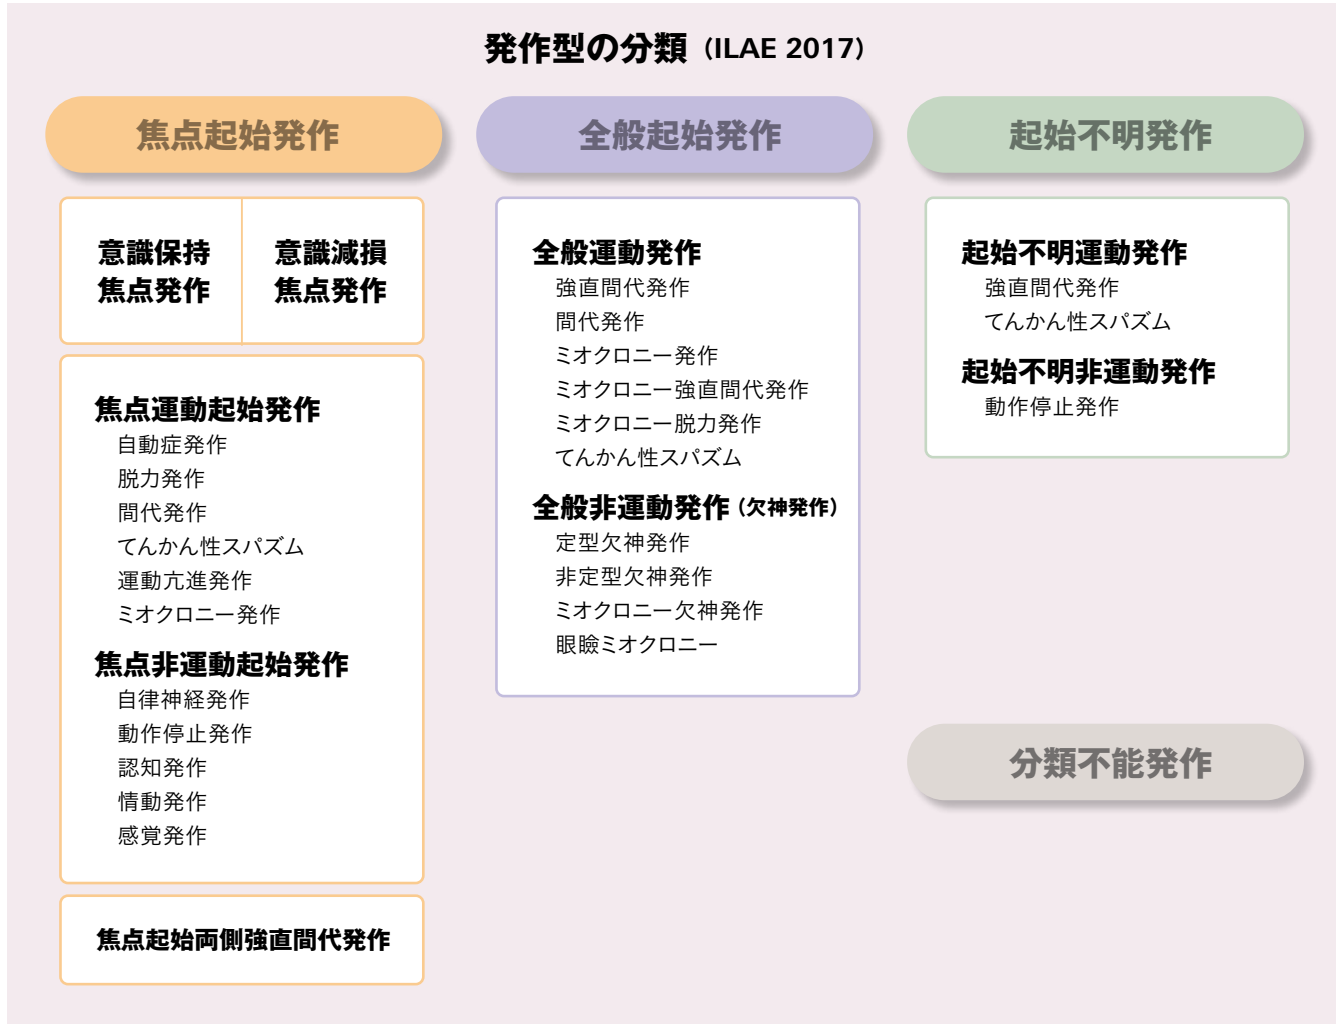 発作型の分類（ILAE 2017）
焦点起始発作
意識保持
焦点発作
意識減損
焦点発作
焦点運動起始発作
自動症発作
脱力発作
間代発作
てんかん性スパズム
運動亢進発作
ミオクロニー発作
焦点非運動起始発作
自律神経発作
動作停止発作
認知発作
情動発作
感覚発作
焦点起始両側強直間代発作
全般起始発作
全般運動発作
強直間代発作
間代発作
ミオクロニー発作
ミオクロニー強直間代発作
ミオクロニー脱力発作
てんかん性スパズム
全般非運動発作（欠神発作）
定型欠神発作
非定型欠神発作
ミオクロニー欠神発作
眼瞼ミオクロニー
起始不明発作
起始不明運動発作
強直間代発作
てんかん性スパズム
起始不明非運動発作
動作停止発作
分類不能発作